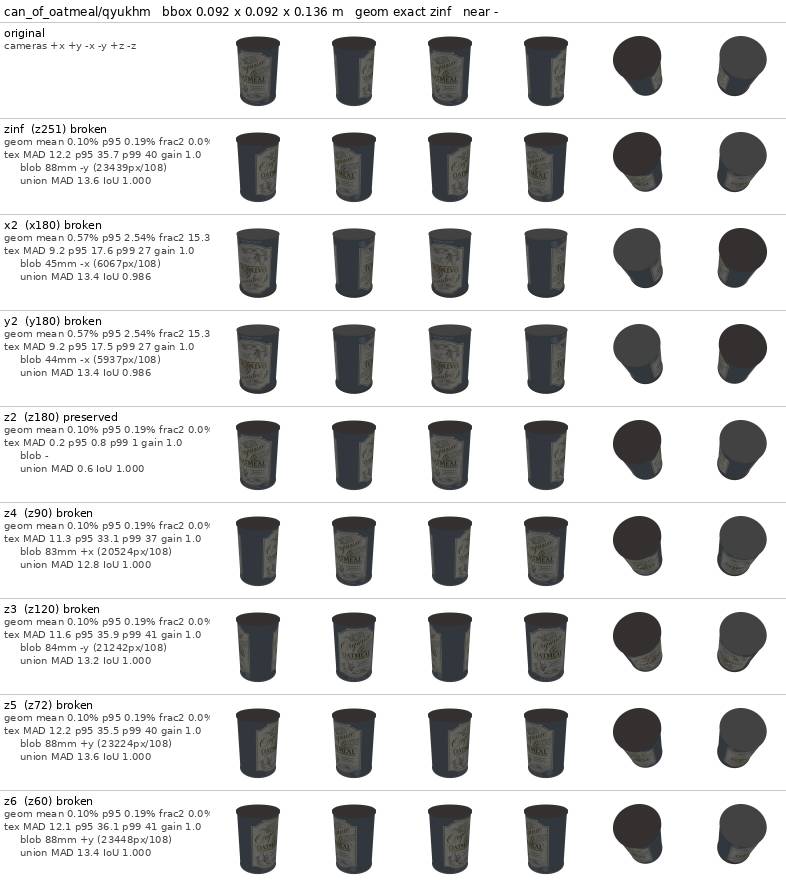 can_of_oatmeal/qyukhm   bbox 0.092 x 0.092 x 0.136 m   geom exact zinf   near -
original
cameras +x +y -x -y +z -z
zinf  (z251) broken
geom mean 0.10% p95 0.19% frac2 0.0%
tex MAD 12.2 p95 35.7 p99 40 gain 1.0
blob 88mm -y (23439px/108)
union MAD 13.6 IoU 1.000
x2  (x180) broken
geom mean 0.57% p95 2.54% frac2 15.3
tex MAD 9.2 p95 17.6 p99 27 gain 1.0
blob 45mm -x (6067px/108)
union MAD 13.4 IoU 0.986
y2  (y180) broken
geom mean 0.57% p95 2.54% frac2 15.3
tex MAD 9.2 p95 17.5 p99 27 gain 1.0
blob 44mm -x (5937px/108)
union MAD 13.4 IoU 0.986
z2  (z180) preserved
geom mean 0.10% p95 0.19% frac2 0.0%
tex MAD 0.2 p95 0.8 p99 1 gain 1.0
blob -
union MAD 0.6 IoU 1.000
z4  (z90) broken
geom mean 0.10% p95 0.19% frac2 0.0%
tex MAD 11.3 p95 33.1 p99 37 gain 1.0
blob 83mm +x (20524px/108)
union MAD 12.8 IoU 1.000
z3  (z120) broken
geom mean 0.10% p95 0.19% frac2 0.0%
tex MAD 11.6 p95 35.9 p99 41 gain 1.0
blob 84mm -y (21242px/108)
union MAD 13.2 IoU 1.000
z5  (z72) broken
geom mean 0.10% p95 0.19% frac2 0.0%
tex MAD 12.2 p95 35.5 p99 40 gain 1.0
blob 88mm +y (23224px/108)
union MAD 13.6 IoU 1.000
z6  (z60) broken
geom mean 0.10% p95 0.19% frac2 0.0%
tex MAD 12.1 p95 36.1 p99 41 gain 1.0
blob 88mm +y (23448px/108)
union MAD 13.4 IoU 1.000